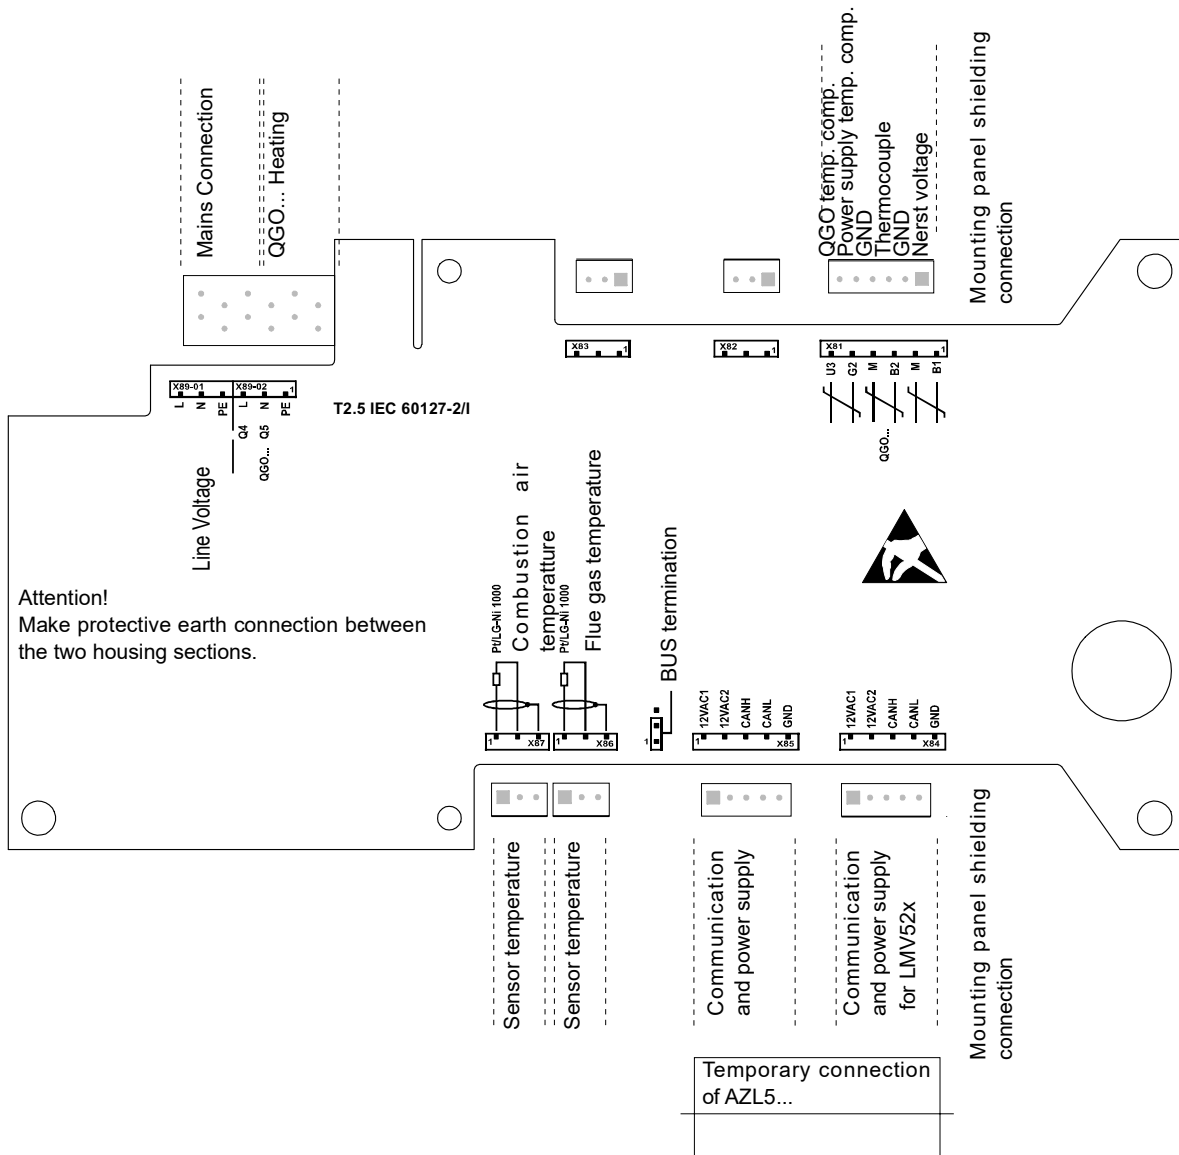 Mains Connection
QGO... Heating
QGO temp. comp.
Power supply temp. comp.
GND
Thermocouple
GND
Nerst voltage
Mounting panel shielding
connection
X83 1
X82 1
X81 1
U3
G2
M
B2
M
B1
QGO...
X89-01 X89-02 1
L
N
PE
L
N
PE
Q4
Q5
QGO...
Line Voltage
T2.5 IEC 60127-2/I
Attention!
Make protective earth connection between
the two housing sections.
Pt/LG-Ni 1000
Combustion air
temperatture
Pt/LG-Ni 1000
Flue gas temperature
BUS termination
1 X87
1 X86
1
12VAC1
12VAC2
CANH
CANL
GND
1 X85
12VAC1
12VAC2
CANH
CANL
GND
1 X84
Sensor temperature
Sensor temperature
Communication
and power supply
Communication
and power supply
for LMV52x
Mounting panel shielding
connection
Temporary connection
of AZL5...